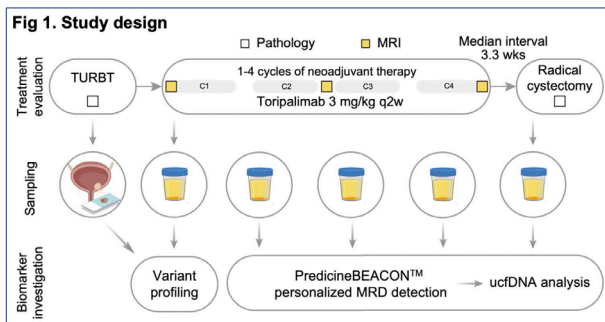 Fig 1. Study design
Pathology
MRI
Median interval
3.3 wks
Treatment
evaluation
TURBT
1-4 cycles of neoadjuvant therapy
C1
C2
C3
C4
Toripalimab 3 mg/kg q2w
Radical
cystectomy
Sampling
Biomarker
investigation
Variant
profiling
PredicineBEACON™
personalized MRD detection
ucfDNA analysis